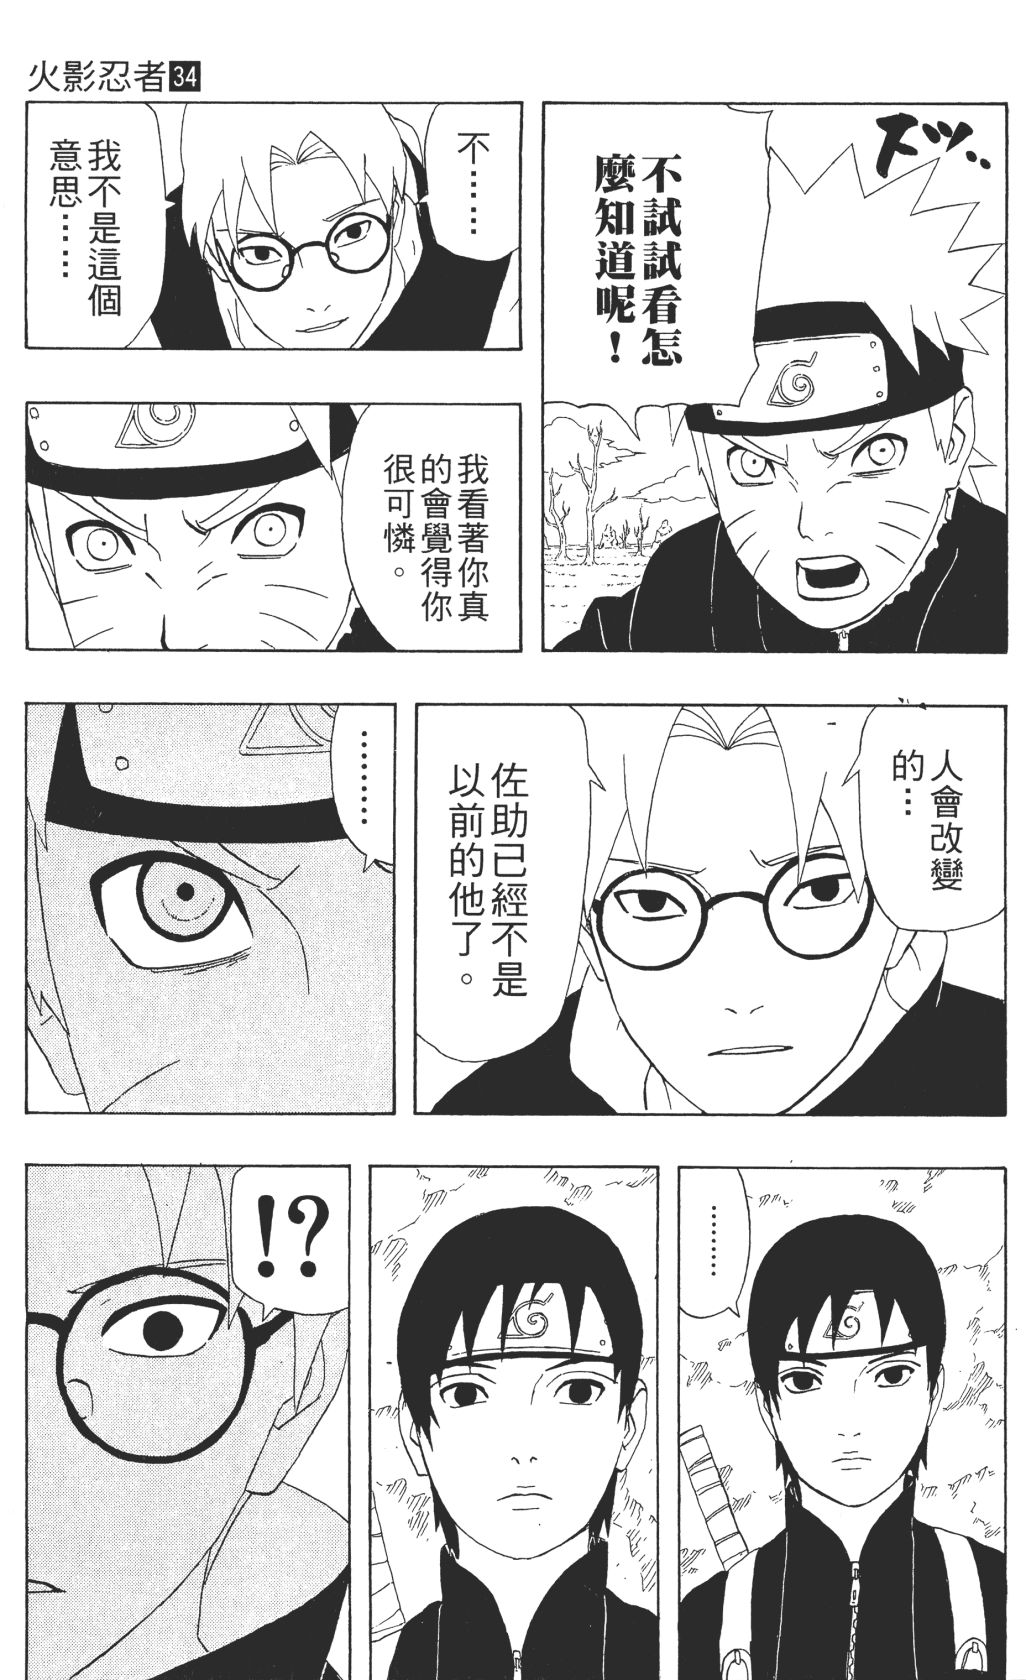 火影忍者34
不試試看怎
麼知道呢！
ドッ‥
不……
我不是這個
意思……
我看著你真
的會覺得你
很可憐。
人會改變
的…
佐助已經不是
以前的他了。
………
………
!?